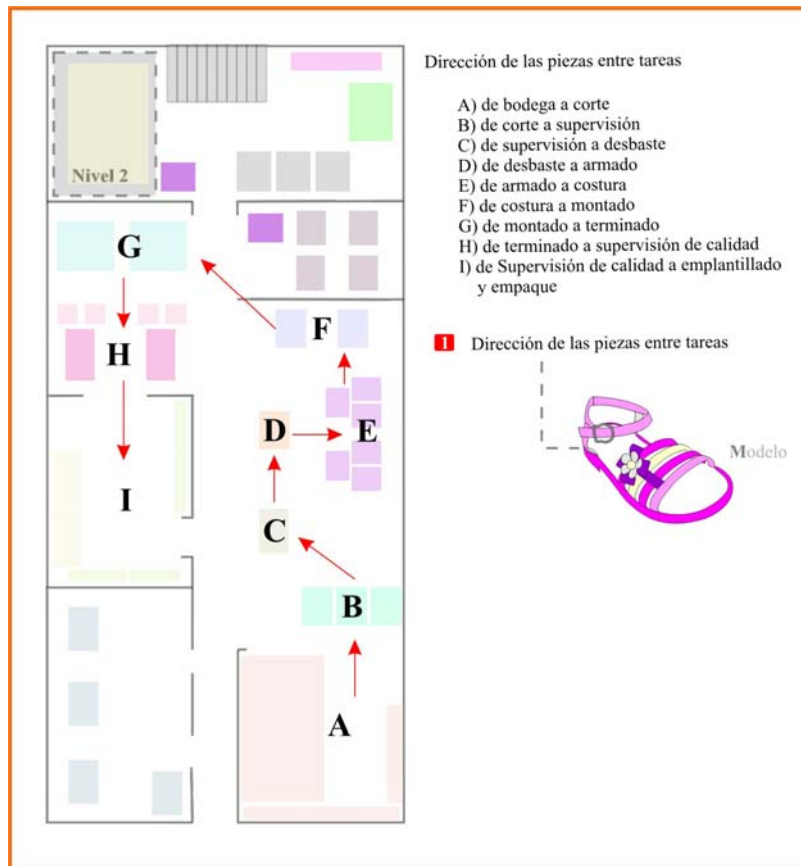 Dirección de las piezas entre tareas
A) de bodega a corte
B) de corte a supervisión
C) de supervisión a desbaste
D) de desbaste a armado
E) de armado a costura
F) de costura a montado
G) de montado a terminado
H) de terminado a supervisión de calidad
I) de Supervisión de calidad a emplantillado
y empaque
1 Dirección de las piezas entre tareas
Modelo
Nivel 2
G
F
H
D
E
I
C
B
A